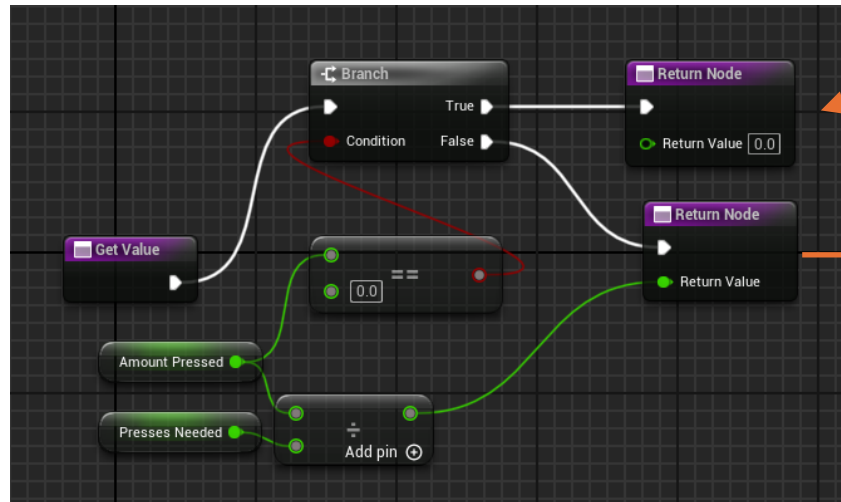 Branch
True
Condition
False
Return Node
Return Value 0.0
Return Node
Return Value
Get Value
==
0.0
Amount Pressed
Presses Needed
÷
Add pin